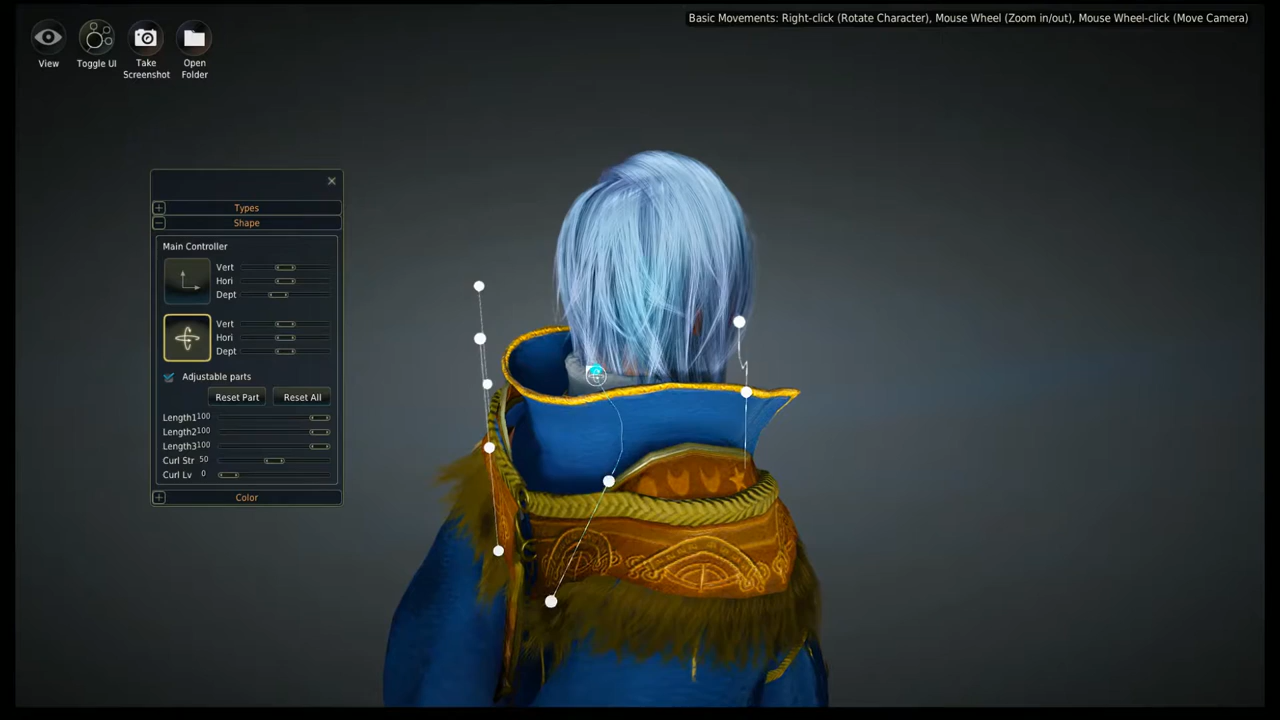 Basic Movements: Right-click (Rotate Character), Mouse Wheel (Zoom in/out), Mouse Wheel-click (Move Camera)
View
Toggle UI
Take
Screenshot
Open
Folder
Types
Shape
Main Controller
Vert
Hori
Dept
Vert
Hori
Dept
Adjustable parts
Reset Part
Reset All
Length1 100
Length2 100
Length3 100
Curl Str 50
Curl Lv 0
Color